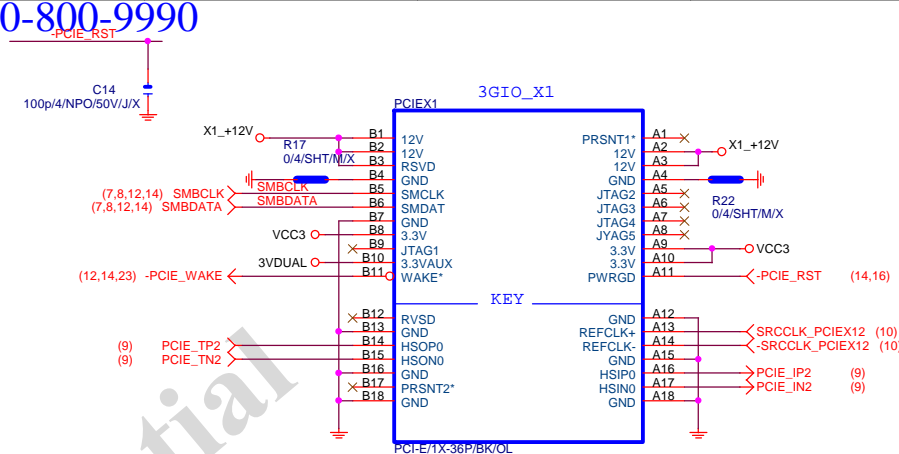 0-800-9990
-PCIE_RST
C14
100p/4/NPO/50V/J/X
3GIO_X1
PCIEX1
X1_+12V B1 12V PRSNT1* A1
B2 12V 12V A2 X1_+12V
R17
0/4/SHT/M/X
B3 RSVD 12V A3
B4 GND GND A4
(7,8,12,14) SMBCLK SMBCLK B5 SMCLK JTAG2 A5
R22
0/4/SHT/M/X
(7,8,12,14) SMBDATA SMBDATA B6 SMDAT JTAG3 A6
B7 GND JTAG4 A7
VCC3 B8 3.3V JYAG5 A8
B9 JTAG1 3.3V A9 VCC3
3VDUAL B10 3.3VAUX 3.3V A10
(12,14,23) -PCIE_WAKE B11 WAKE* PWRGD A11 -PCIE_RST (14,16)
KEY
B12 RVSD GND A12
B13 GND REFCLK+ A13 SRCCLK_PCIEX12 (10)
(9) PCIE_TP2 B14 HSOP0 REFCLK- A14 -SRCCLK_PCIEX12 (10)
(9) PCIE_TN2 B15 HSON0 GND A15
B16 GND HSIP0 A16 PCIE_IP2 (9)
B17 PRSNT2* HSIN0 A17 PCIE_IN2 (9)
B18 GND GND A18
PCI-E/1X-36P/BK/OL
tial